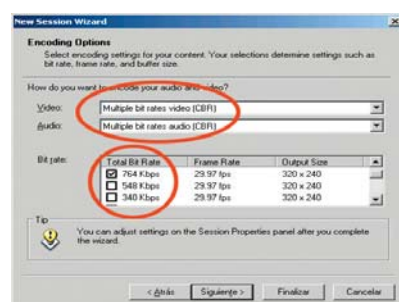 New Session Wizard
Encoding Options
Select encoding settings for your content. Your selections determine settings such as
bit rate, frame rate, and buffer size.
How do you want to encode your audio and video?
Video: Multiple bit rates video (CBR)
Audio: Multiple bit rates audio (CBR)
Bit rate: Total Bit Rate Frame Rate Output Size
764 Kbps 29.97 fps 320 x 240
548 Kbps 29.97 fps 320 x 240
340 Kbps 29.97 fps 320 x 240
Tip
You can adjust settings on the Session Properties panel after you complete
the wizard.
< Atrás Siguiente > Finalizar Cancelar